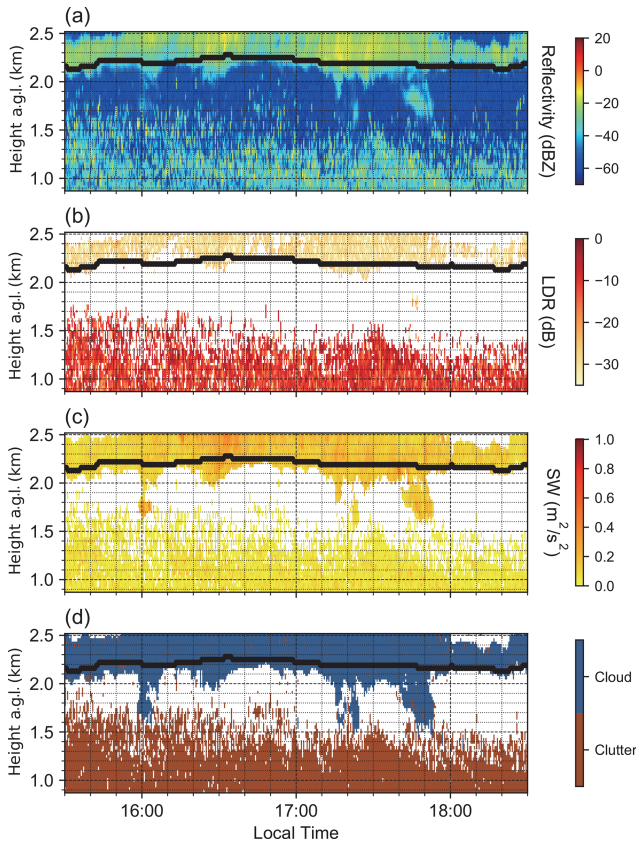 (a)
2.5
2.0
1.5
1.0
Height a.g.l. (km)
20
0
−20
−40
−60
Reflectivity (dBZ)
(b)
2.5
2.0
1.5
1.0
Height a.g.l. (km)
0
−10
−20
−30
LDR (dB)
(c)
2.5
2.0
1.5
1.0
Height a.g.l. (km)
1.0
0.8
0.6
0.4
0.2
0.0
SW (m²/s²)
(d)
2.5
2.0
1.5
1.0
Height a.g.l. (km)
Cloud
Clutter
16:00
17:00
18:00
Local Time